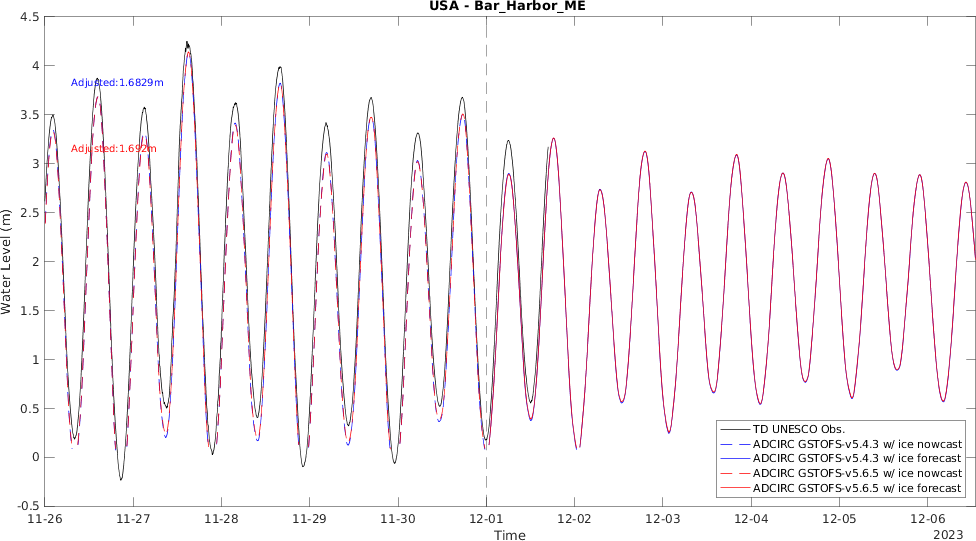 USA - Bar_Harbor_ME
4.5
4
3.5
3
2.5
2
1.5
1
0.5
0
-0.5
Water Level (m)
Adjusted:1.6829m
Adjusted:1.692m
TD UNESCO Obs.
ADCIRC GSTOFS-v5.4.3 w/ ice nowcast
ADCIRC GSTOFS-v5.4.3 w/ ice forecast
ADCIRC GSTOFS-v5.6.5 w/ ice nowcast
ADCIRC GSTOFS-v5.6.5 w/ ice forecast
11-26 11-27 11-28 11-29 11-30 12-01 12-02 12-03 12-04 12-05 12-06
Time
2023